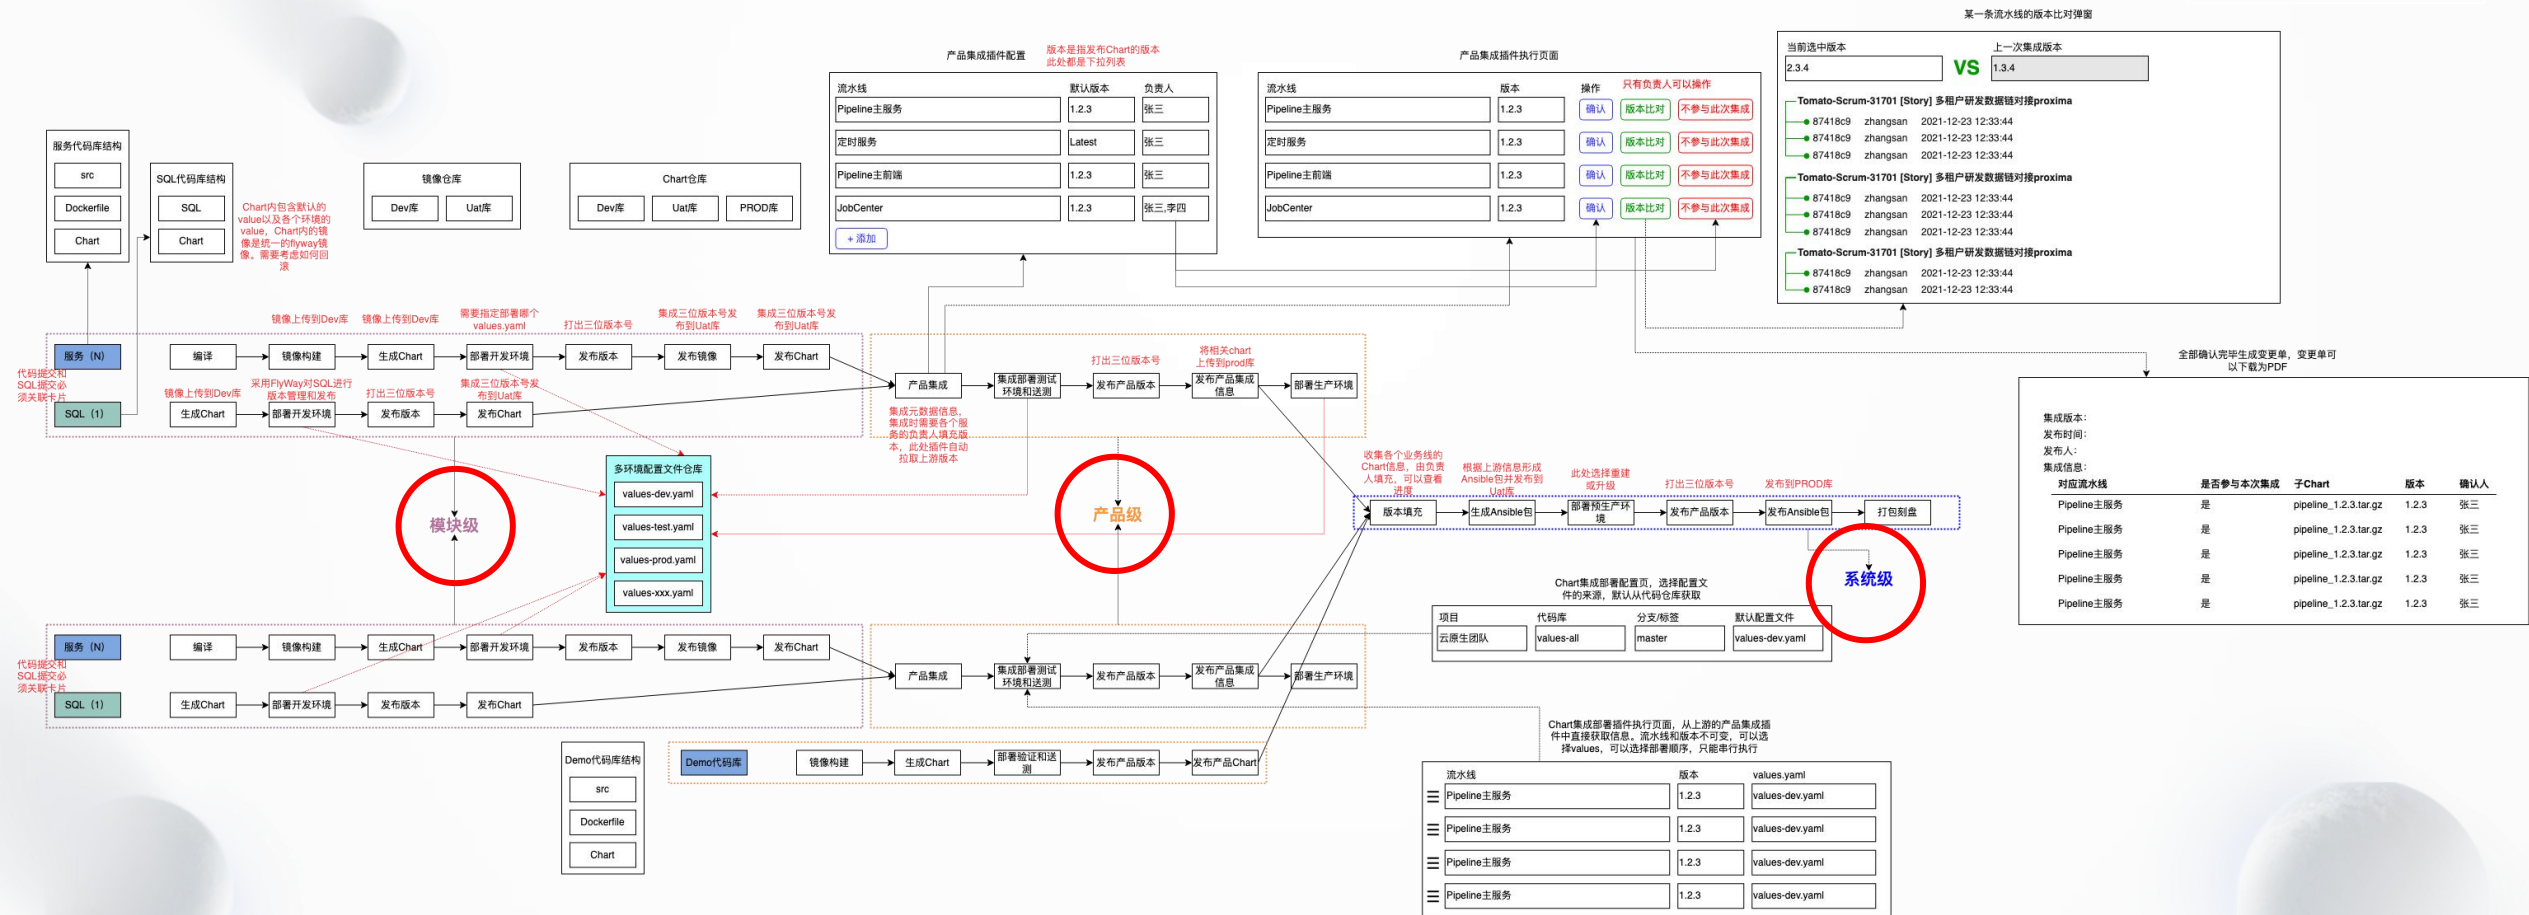 某一条流水线的版本比对弹窗
当前选中版本
上一次集成版本
2.3.4
VS
1.3.4
Tomato-Scrum-31701 [Story] 多租户研发数据链对接proxima
87418c9 zhangsan 2021-12-23 12:33:44
87418c9 zhangsan 2021-12-23 12:33:44
87418c9 zhangsan 2021-12-23 12:33:44
Tomato-Scrum-31701 [Story] 多租户研发数据链对接proxima
87418c9 zhangsan 2021-12-23 12:33:44
87418c9 zhangsan 2021-12-23 12:33:44
87418c9 zhangsan 2021-12-23 12:33:44
Tomato-Scrum-31701 [Story] 多租户研发数据链对接proxima
87418c9 zhangsan 2021-12-23 12:33:44
87418c9 zhangsan 2021-12-23 12:33:44
产品集成插件配置
版本是指发布Chart的版本
此处都是下拉列表
流水线 默认版本 负责人
Pipeline主服务 1.2.3 张三
定时服务 Latest 张三
Pipeline主前端 1.2.3 张三
JobCenter 1.2.3 张三,李四
+ 添加
产品集成插件执行页面
只有负责人可以操作
流水线 版本 操作
Pipeline主服务 1.2.3 确认 版本比对 不参与此次集成
定时服务 1.2.3 确认 版本比对 不参与此次集成
Pipeline主前端 1.2.3 确认 版本比对 不参与此次集成
JobCenter 1.2.3 确认 版本比对 不参与此次集成
服务代码库结构
src
Dockerfile
Chart
SQL代码库结构
SQL
Chart
Chart内包含默认的
value以及各个环境的
value，Chart内的镜
像是统一的flyway镜
像。需要考虑如何回
滚
镜像仓库
Dev库 Uat库
Chart仓库
Dev库 Uat库 PROD库
镜像上传到Dev库
镜像上传到Dev库
需要指定部署哪个
values.yaml
打出三位版本号
集成三位版本号发
布到Uat库
集成三位版本号发
布到Uat库
服务（N） 编译 镜像构建 生成Chart 部署开发环境 发布版本 发布镜像 发布Chart
代码提交和
SQL提交必
须关联卡片
镜像上传到Dev库
采用FlyWay对SQL进行
版本管理和发布
打出三位版本号
集成三位版本号发
布到Uat库
SQL（1） 生成Chart 部署开发环境 发布版本 发布Chart
打出三位版本号
将相关chart
上传到prod库
产品集成
集成部署测试
环境和送测
发布产品版本
发布产品集成
信息
部署生产环境
集成元数据信息，
集成时需要各个服
务的负责人填充版
本，此处插件自动
拉取上游版本
多环境配置文件仓库
values-dev.yaml
values-test.yaml
values-prod.yaml
values-xxx.yaml
模块级
产品级
系统级
收集各个业务线的
Chart信息，由负责
人填充，可以查看
进度
根据上游信息形成
Ansible包并发布到
Uat库
此处选择重建
或升级
打出三位版本号
发布到PROD库
版本填充
生成Ansible包
部署预生产环
境
发布产品版本
发布Ansible包
打包刻盘
全部确认完毕生成变更单，变更单可
以下载为PDF
集成版本：
发布时间：
发布人：
集成信息：
对应流水线 是否参与本次集成 子Chart 版本 确认人
Pipeline主服务 是 pipeline_1.2.3.tar.gz 1.2.3 张三
Pipeline主服务 是 pipeline_1.2.3.tar.gz 1.2.3 张三
Pipeline主服务 是 pipeline_1.2.3.tar.gz 1.2.3 张三
Pipeline主服务 是 pipeline_1.2.3.tar.gz 1.2.3 张三
Pipeline主服务 是 pipeline_1.2.3.tar.gz 1.2.3 张三
Chart集成部署配置页，选择配置文
件的来源，默认从代码仓库获取
项目 代码库 分支/标签 默认配置文件
云原生团队 values-all master values-dev.yaml
服务（N） 编译 镜像构建 生成Chart 部署开发环境 发布版本 发布镜像 发布Chart
代码提交和
SQL提交必
须关联卡片
SQL（1） 生成Chart 部署开发环境 发布版本 发布Chart
产品集成
集成部署测试
环境和送测
发布产品版本
发布产品集成
信息
部署生产环境
Demo代码库结构
src
Dockerfile
Chart
Demo代码库
镜像构建
生成Chart
部署验证和送
测
发布产品版本
发布产品Chart
Chart集成部署插件执行页面，从上游的产品集成插
件中直接获取信息。流水线和版本不可变，可以选
择values，可以选择部署顺序，只能串行执行
流水线 版本 values.yaml
Pipeline主服务 1.2.3 values-dev.yaml
Pipeline主服务 1.2.3 values-dev.yaml
Pipeline主服务 1.2.3 values-dev.yaml
Pipeline主服务 1.2.3 values-dev.yaml